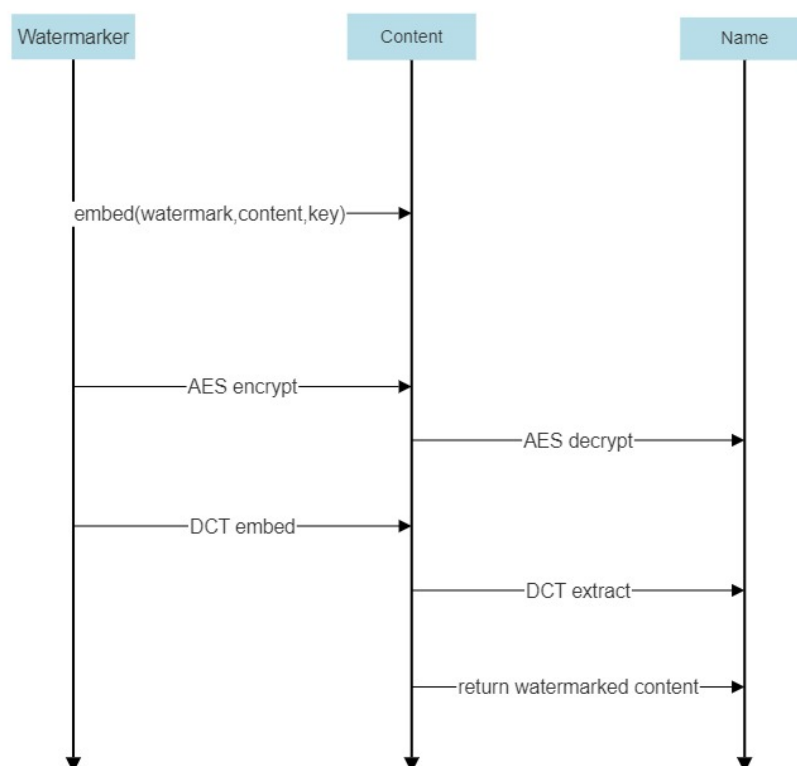 Watermarker
Content
Name
embed(watermark,content,key)
AES encrypt
AES decrypt
DCT embed
DCT extract
return watermarked content